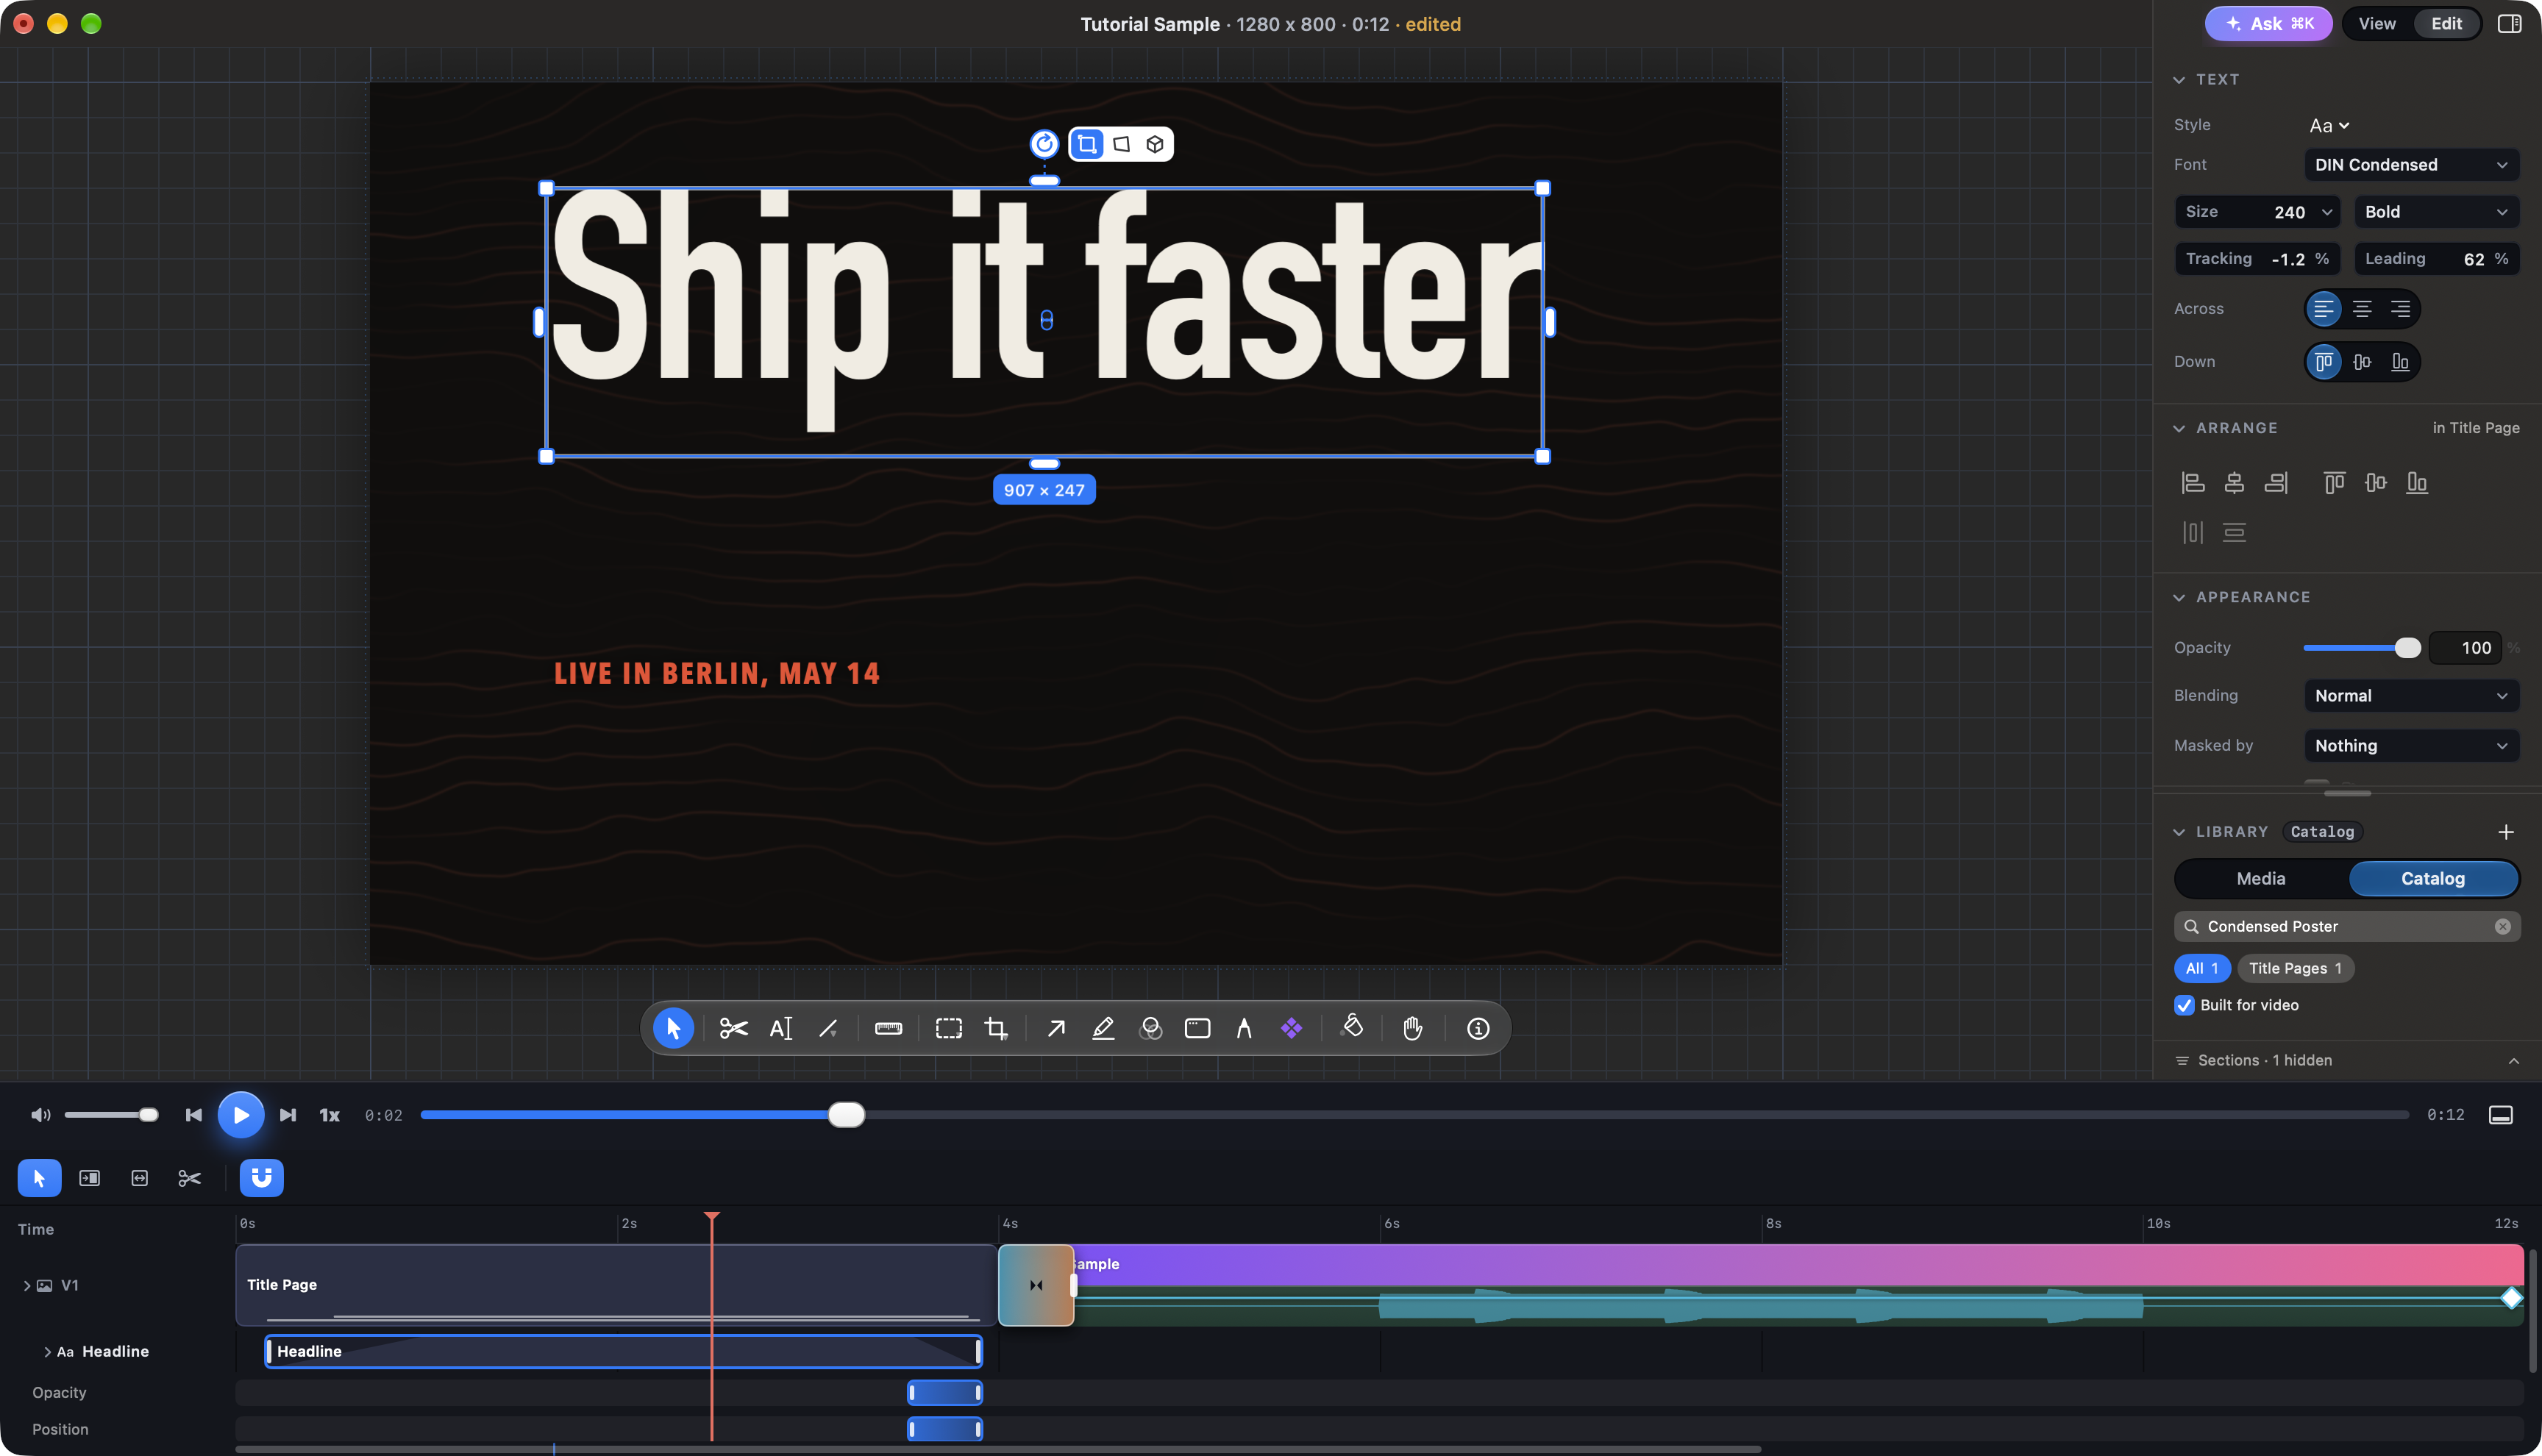 Tutorial Sample · 1280 x 800 · 0:12 · edited
Ask ⌘K
View
Edit
TEXT
Style
Aa
Font
DIN Condensed
Size 240
Bold
Tracking -1.2 %
Leading 62 %
Across
Down
ARRANGE
in Title Page
APPEARANCE
Opacity
100 %
Blending
Normal
Masked by
Nothing
LIBRARY
Catalog
Media
Catalog
Condensed Poster
All 1
Title Pages 1
Built for video
Sections · 1 hidden
Ship it faster
907 × 247
LIVE IN BERLIN, MAY 14
1x
0:02
0:12
Time
0s
2s
4s
6s
8s
10s
12s
V1
Title Page
ample
Aa Headline
Headline
Opacity
Position